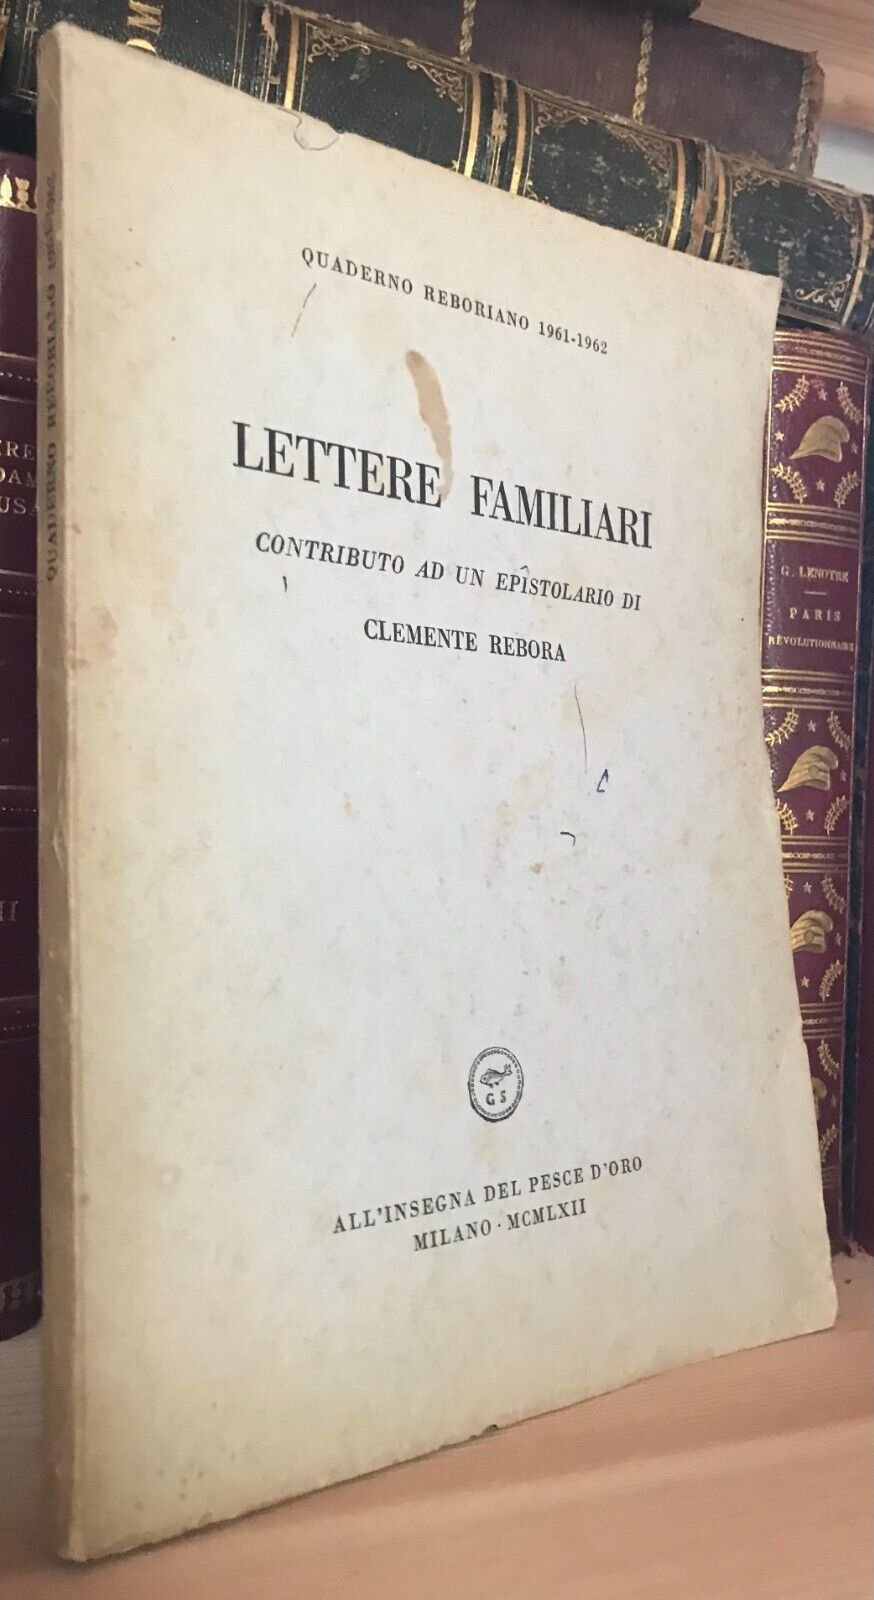 QUADERNO REBORIANO 1961-1962
LETTERE FAMILIARI
CONTRIBUTO AD UN EPISTOLARIO DI
CLEMENTE REBORA
G S
ALL'INSEGNA DEL PESCE D'ORO
MILANO · MCMLXII
QUADERNO REBORIANO 1961-1962
G. LENOTRE
PARIS
RÉVOLUTIONNAIRE
M